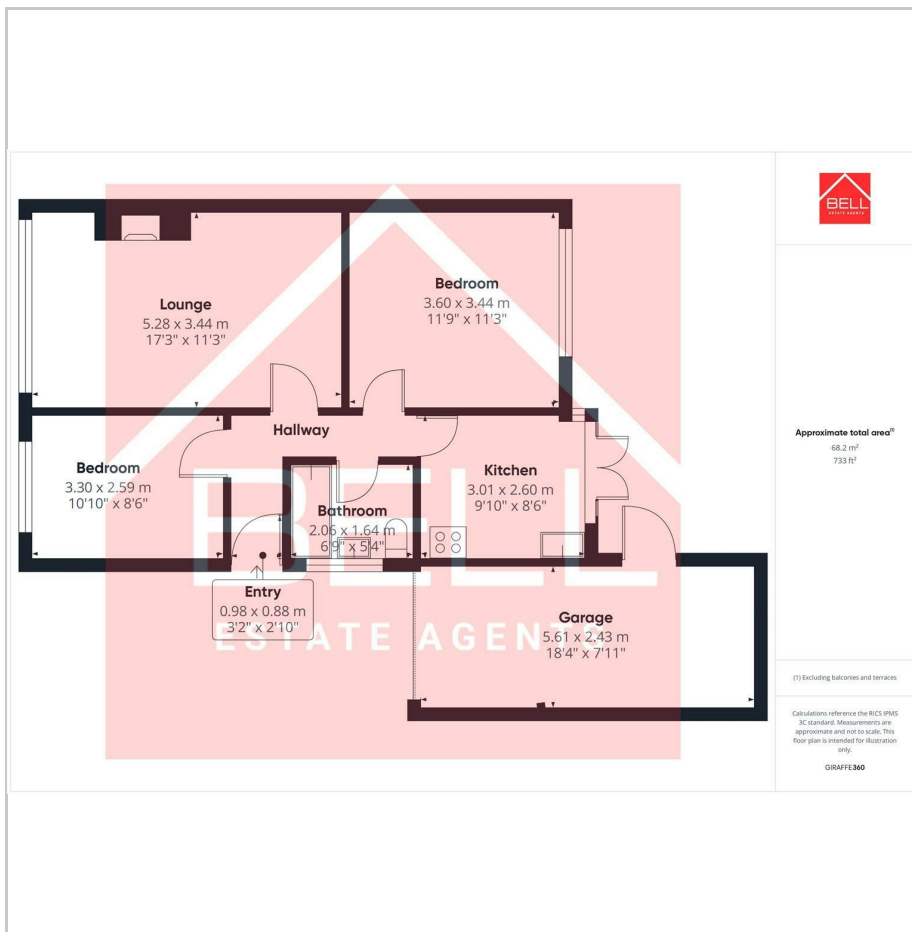 Lounge
5.28 x 3.44 m
17'3" x 11'3"
Bedroom
3.60 x 3.44 m
11'9" x 11'3"
Hallway
Bedroom
3.30 x 2.59 m
10'10" x 8'6"
Kitchen
3.01 x 2.60 m
9'10" x 8'6"
Bathroom
2.06 x 1.64 m
6'9" x 5'4"
Entry
0.98 x 0.88 m
3'2" x 2'10"
Garage
5.61 x 2.43 m
18'4" x 7'11"
BELL
ESTATE AGENTS
BELL
ESTATE AGENTS
Approximate total area(1)
68.2 m²
733 ft²
(1) Excluding balconies and terraces
Calculations reference the RICS IPMS
3C standard. Measurements are
approximate and not to scale. This
floor plan is intended for illustration
only.
GIRAFFE360